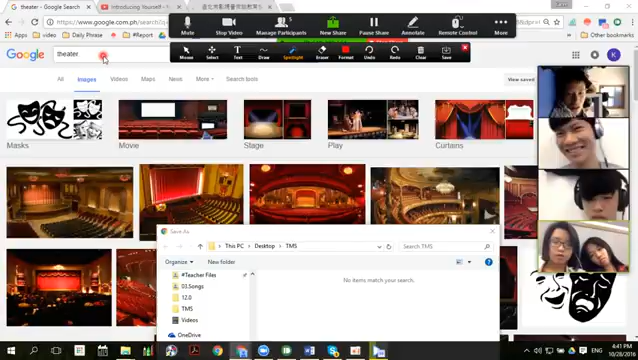 theater - Google Search
Introducing Yourself - Y
https://www.google.com.ph/search?
Apps
video
Daily Phrase
#Report
Mute
Stop Video
Manage Participants
New Share
Pause Share
Annotate
Remote Control
More
Google
theater
Mouse
Select
Text
Draw
Spotlight
Eraser
Format
Undo
Redo
Clear
Save
K
All
Images
Videos
Maps
News
More
Search tools
View saved
Masks
Movie
Stage
Play
Curtains
Save As
This PC
Desktop
TMS
Search TMS
Organize
New folder
#Teacher Files
03.Songs
12.0
TMS
Videos
OneDrive
No items match your search.
ENG
4:41 PM
10/28/2016